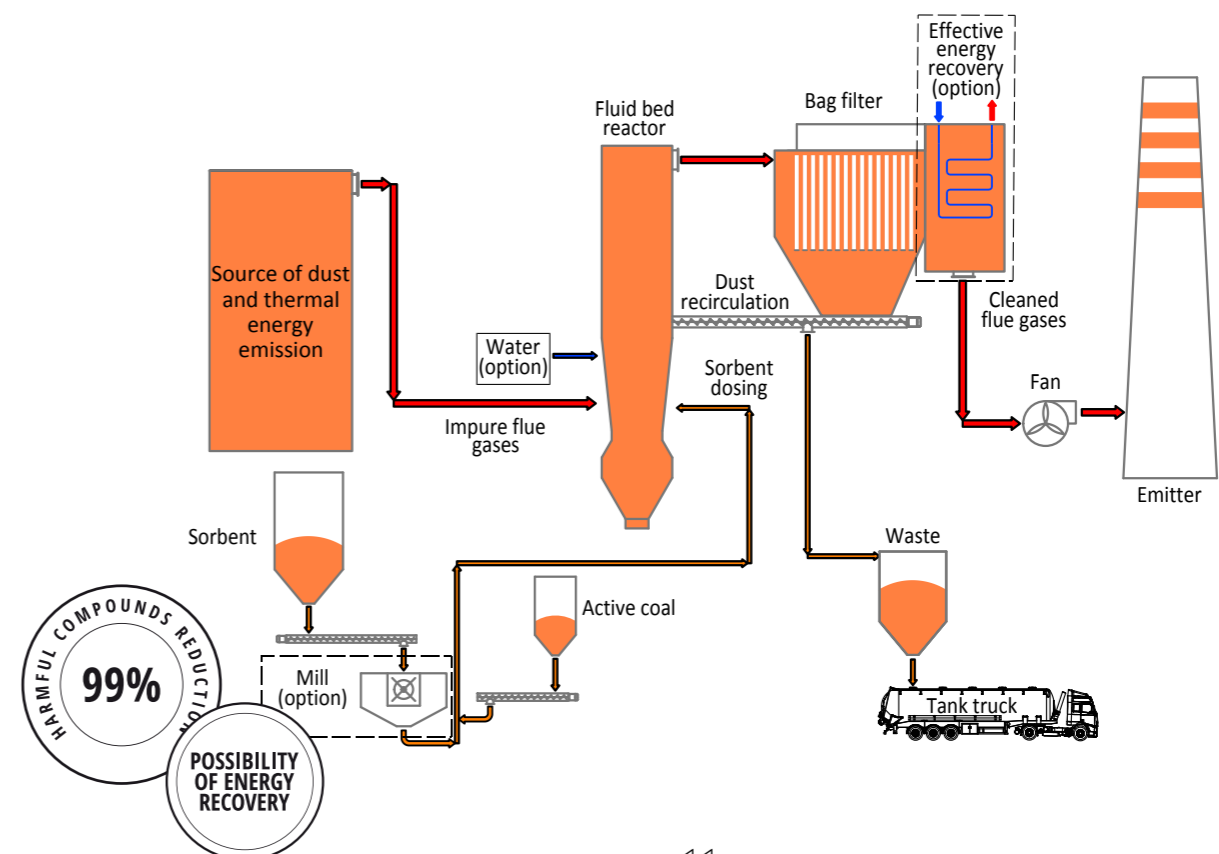 Effective
energy
recovery
(option)
Bag filter
Fluid bed
reactor
Source of dust
and thermal
energy
emission
Dust
recirculation
Cleaned
flue gases
Water
(option)
Sorbent
dosing
Fan
Impure flue
gases
Emitter
Sorbent
Waste
Active coal
HARMFUL COMPOUNDS REDUCTION
99%
Mill
(option)
Tank truck
POSSIBILITY
OF ENERGY
RECOVERY